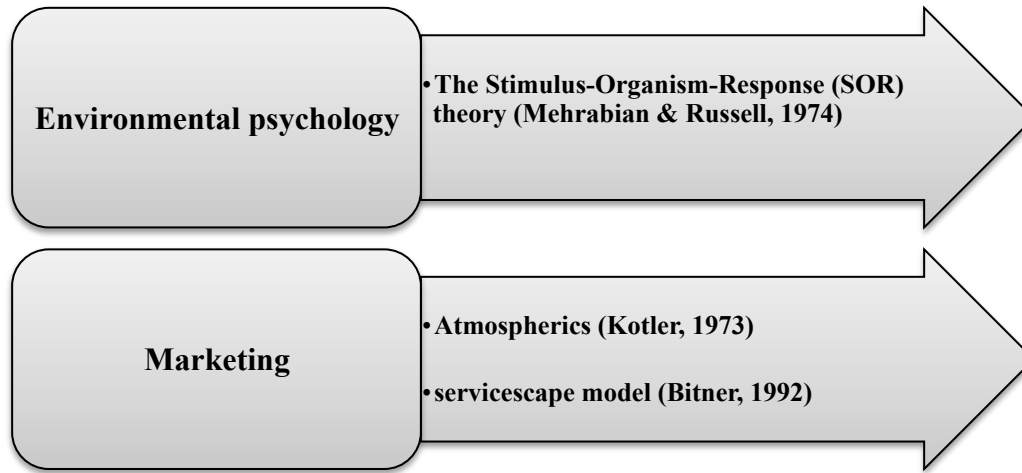 Environmental psychology
•The Stimulus-Organism-Response (SOR)
theory (Mehrabian & Russell, 1974)
Marketing
•Atmospherics (Kotler, 1973)
•servicescape model (Bitner, 1992)